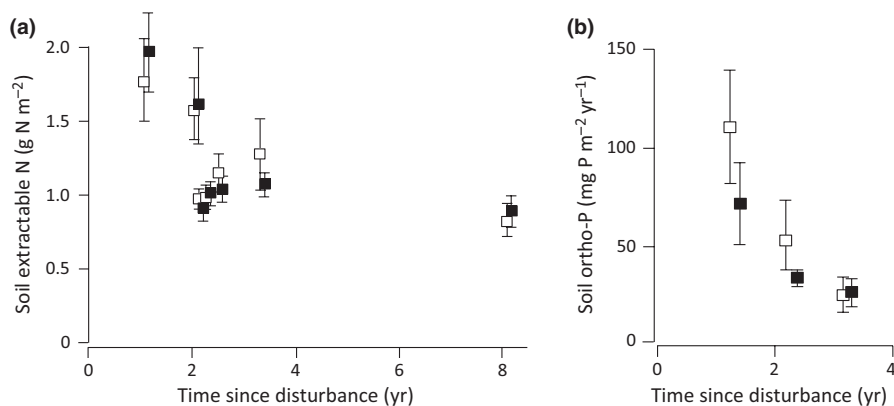 (a)
2.0
1.5
1.0
0.5
0
Soil extractable N (g N m⁻²)
0 2 4 6 8
Time since disturbance (yr)
(b)
150
100
50
0
Soil ortho-P (mg P m⁻² yr⁻¹)
0 2 4
Time since disturbance (yr)